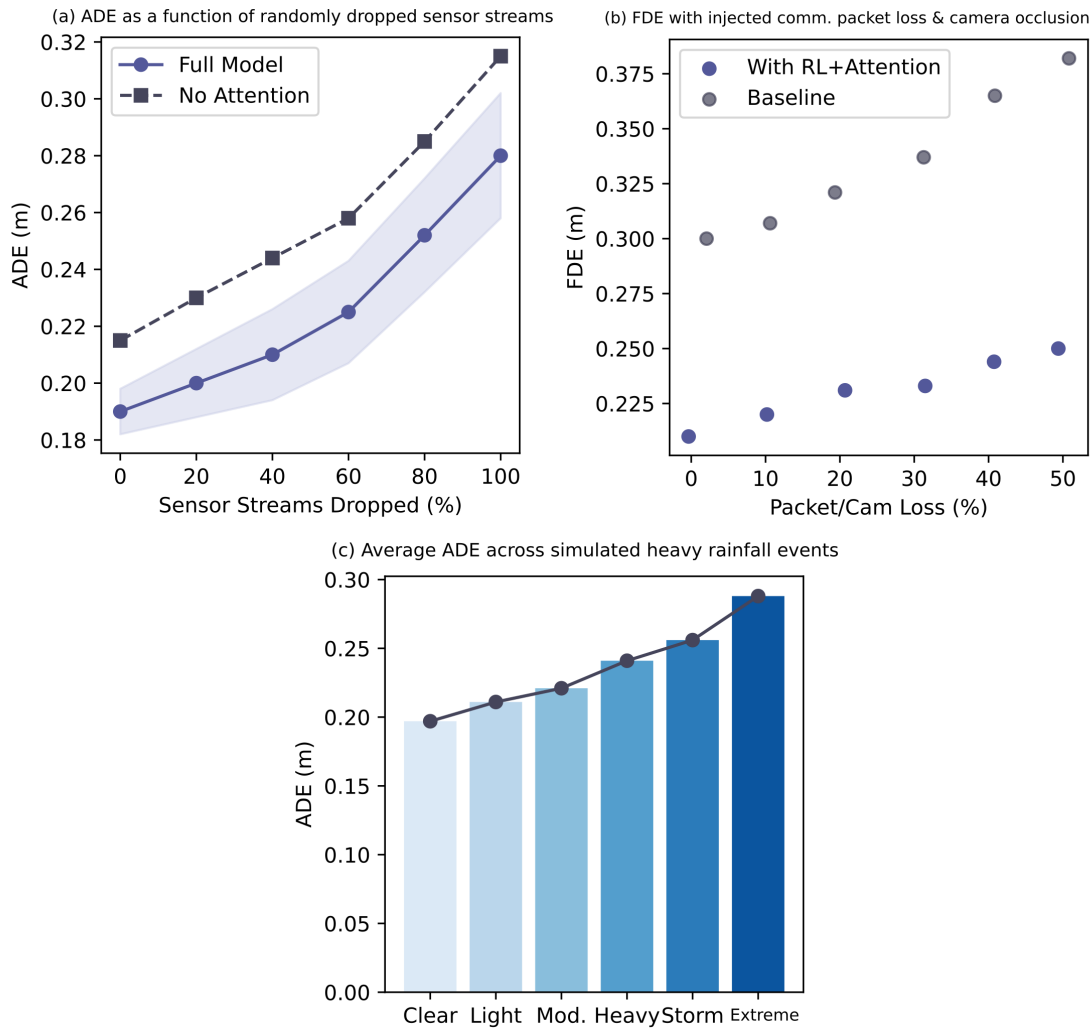 (a) ADE as a function of randomly dropped sensor streams
0.32
0.30
0.28
0.26
0.24
0.22
0.20
0.18
ADE (m)
Full Model
No Attention
0 20 40 60 80 100
Sensor Streams Dropped (%)
(b) FDE with injected comm. packet loss & camera occlusion
0.375
0.350
0.325
0.300
0.275
0.250
0.225
FDE (m)
With RL+Attention
Baseline
0 10 20 30 40 50
Packet/Cam Loss (%)
(c) Average ADE across simulated heavy rainfall events
0.30
0.25
0.20
0.15
0.10
0.05
0.00
ADE (m)
Clear Light Mod. Heavy Storm Extreme